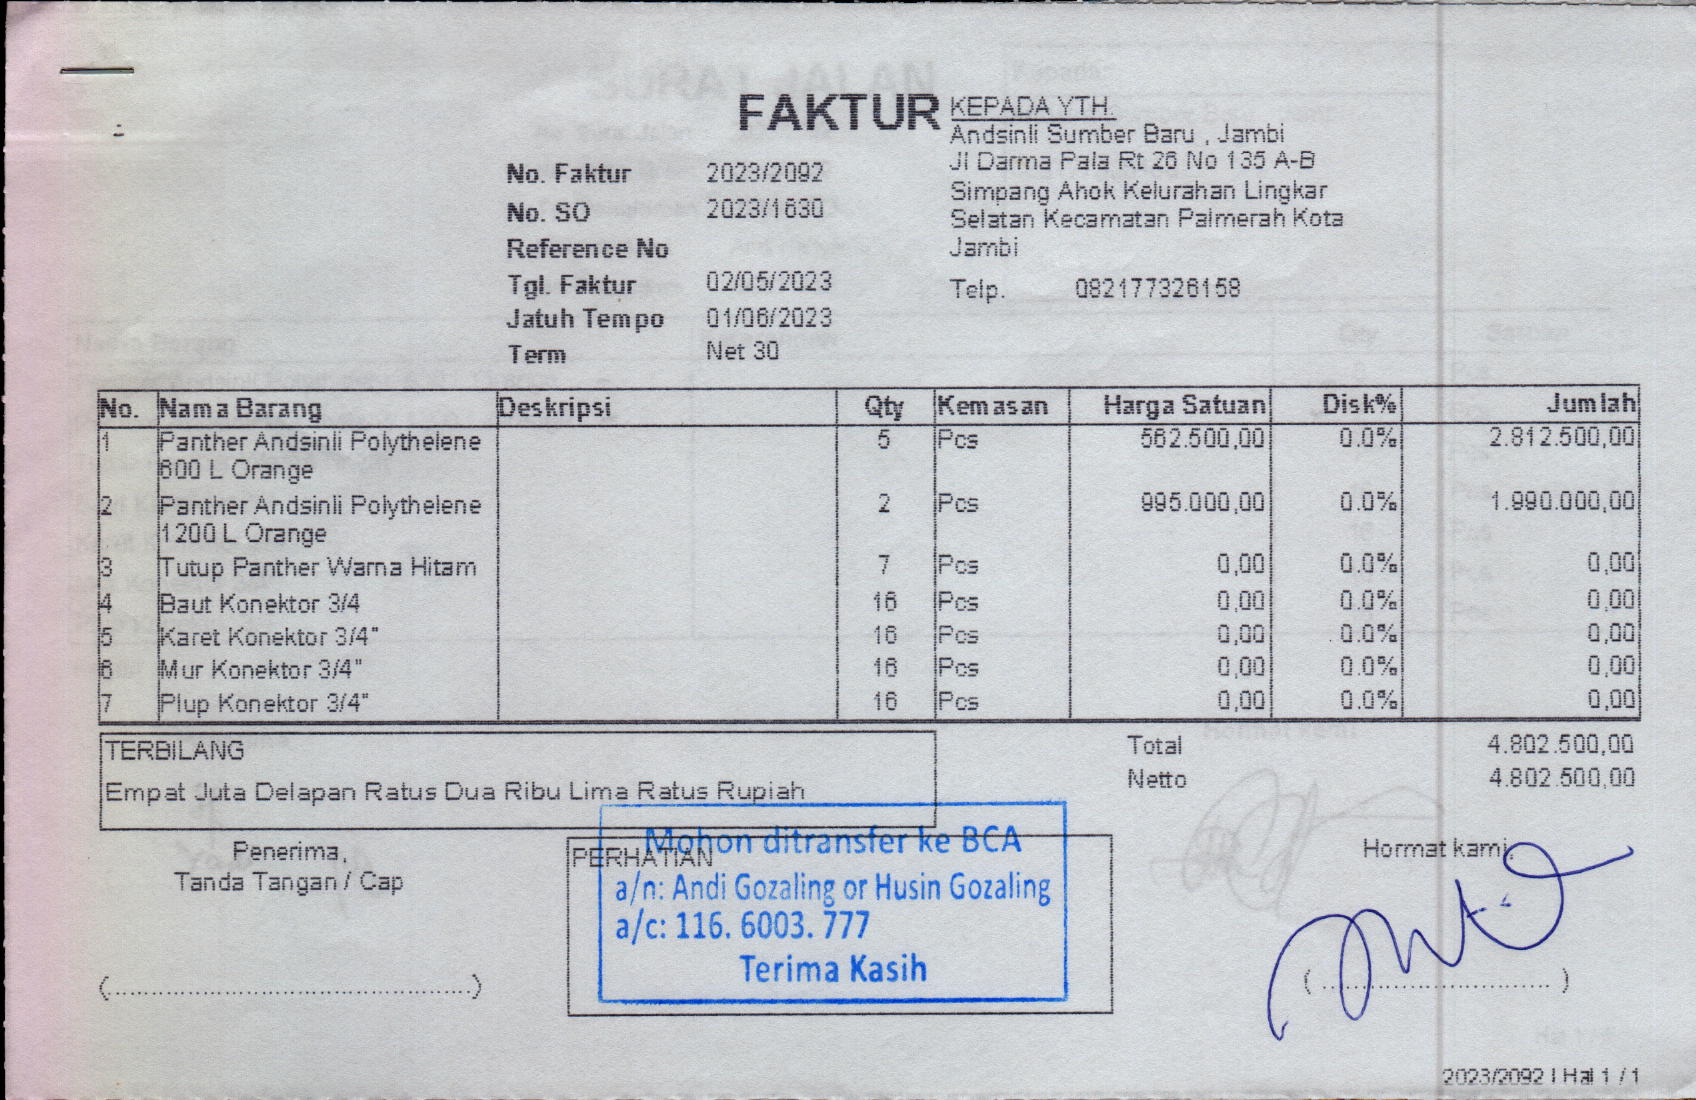 FAKTUR
KEPADA YTH.
Andsinli Sumber Baru , Jambi
Jl Darma Pala Rt 26 No 135 A-B
Simpang Ahok Kelurahan Lingkar
Selatan Kecamatan Palmerah Kota
Jambi
Telp. 082177326158
No. Faktur 2023/2092
No. SO 2023/1630
Reference No
Tgl. Faktur 02/05/2023
Jatuh Tempo 01/06/2023
Term Net 30
No. Nama Barang Deskripsi Qty Kemasan Harga Satuan Disk% Jumlah
1 Panther Andsinli Polythelene 5 Pcs 562.500,00 0.0% 2.812.500,00
600 L Orange
2 Panther Andsinli Polythelene 2 Pcs 995.000,00 0.0% 1.990.000,00
1200 L Orange
3 Tutup Panther Warna Hitam 7 Pcs 0,00 0.0% 0,00
4 Baut Konektor 3/4 16 Pcs 0,00 0.0% 0,00
5 Karet Konektor 3/4" 16 Pcs 0,00 0.0% 0,00
6 Mur Konektor 3/4" 16 Pcs 0,00 0.0% 0,00
7 Plup Konektor 3/4" 16 Pcs 0,00 0.0% 0,00
TERBILANG
Empat Juta Delapan Ratus Dua Ribu Lima Ratus Rupiah
Total 4.802.500,00
Netto 4.802.500,00
Penerima,
Tanda Tangan / Cap
(..............................................)
PERHATIAN
Mohon ditransfer ke BCA
a/n: Andi Gozaling or Husin Gozaling
a/c: 116. 6003. 777
Terima Kasih
Hormat kami,
( ............................. )
2023/2092 | Hal 1 / 1